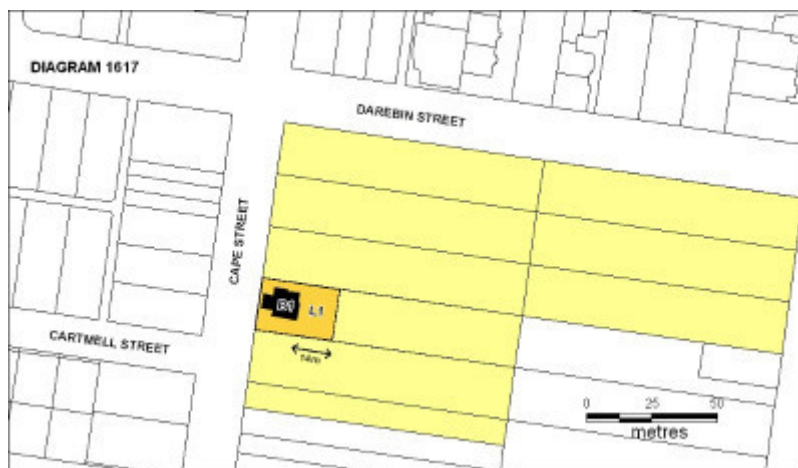 DIAGRAM 1617
DAREBIN STREET
CAPE STREET
B1 L1
CARTMELL STREET
14m
0 25 50
metres